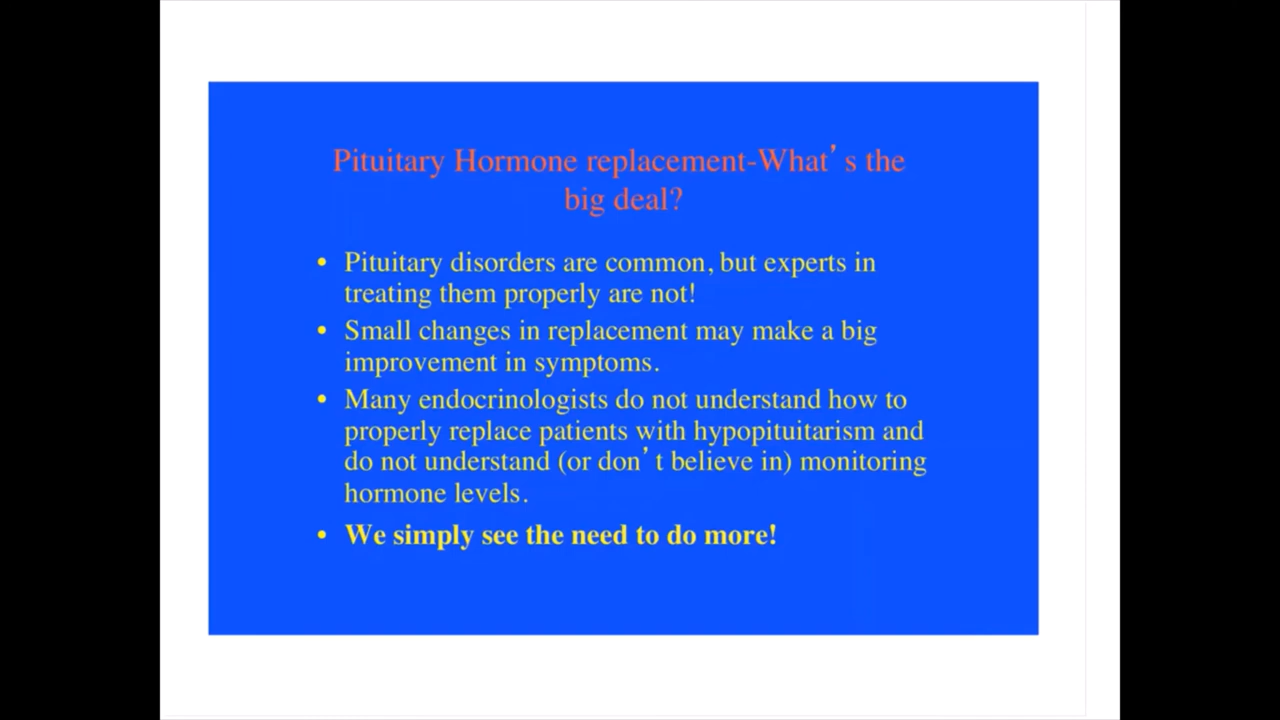 Pituitary Hormone replacement-What’s the
big deal?
• Pituitary disorders are common, but experts in
treating them properly are not!
• Small changes in replacement may make a big
improvement in symptoms.
• Many endocrinologists do not understand how to
properly replace patients with hypopituitarism and
do not understand (or don’t believe in) monitoring
hormone levels.
• We simply see the need to do more!